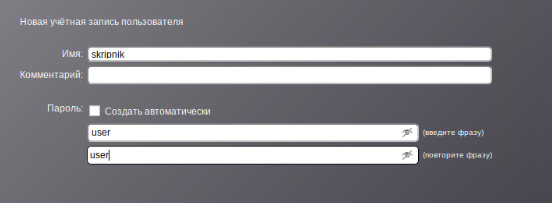 Новая учётная запись пользователя
Имя: skripnik
Комментарий:
Пароль: Создать автоматически
user (введите фразу)
user (повторите фразу)